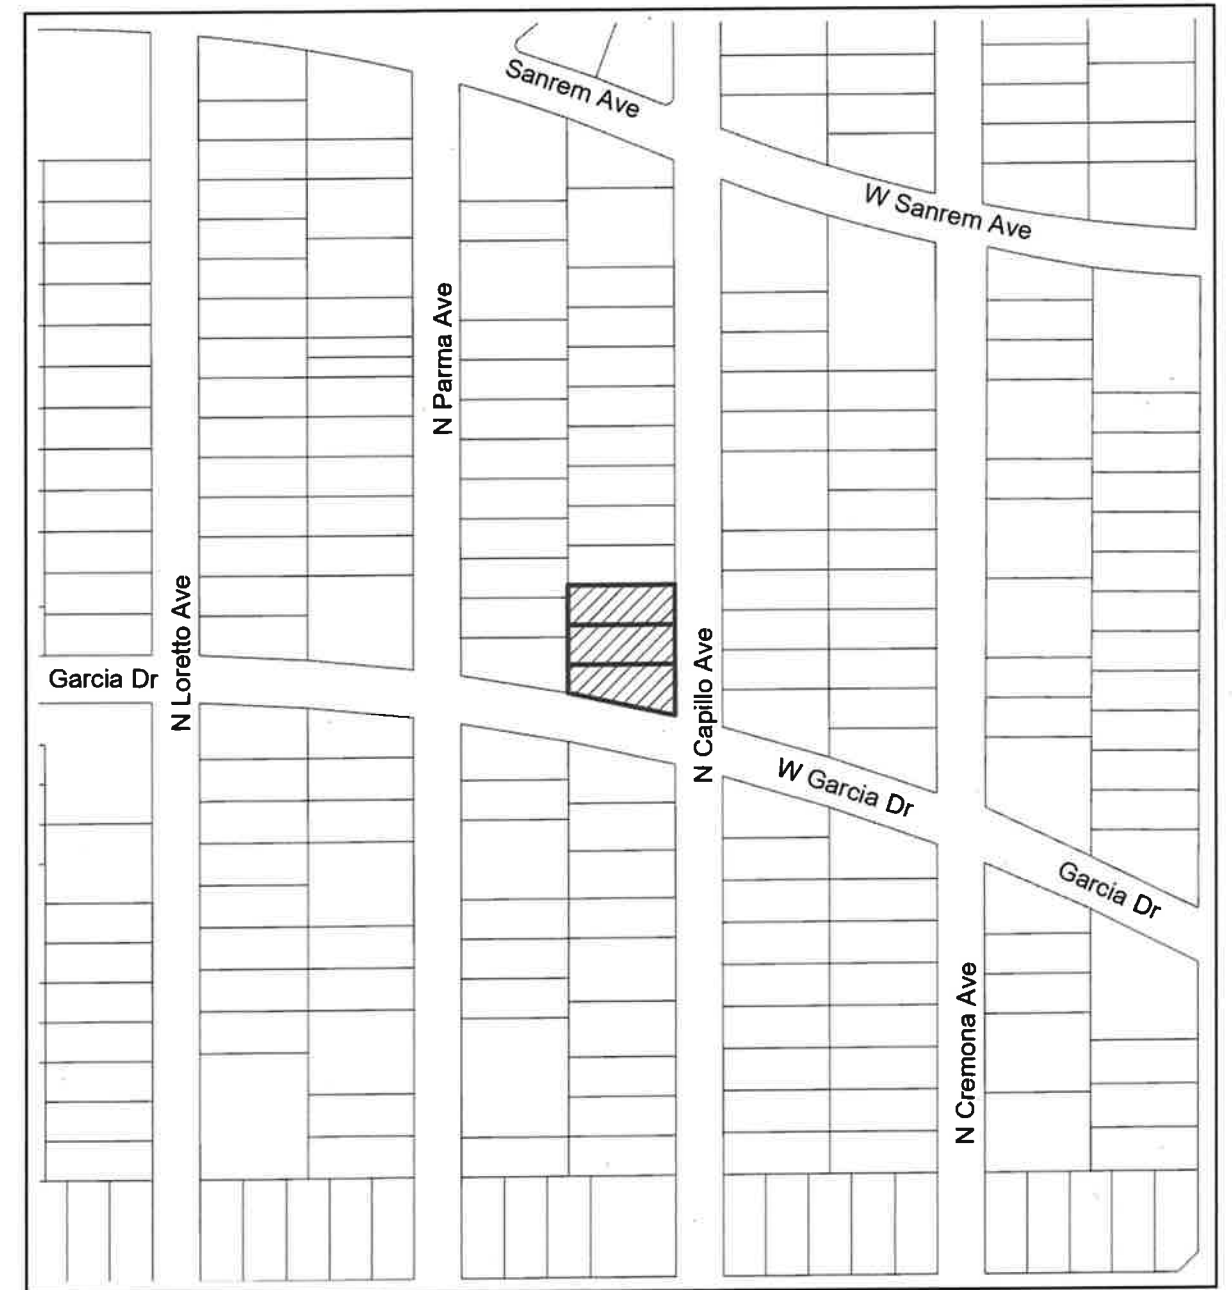 Sanrem Ave
W Sanrem Ave
N Parma Ave
N Loretto Ave
Garcia Dr
N Capillo Ave
W Garcia Dr
Garcia Dr
N Cremona Ave